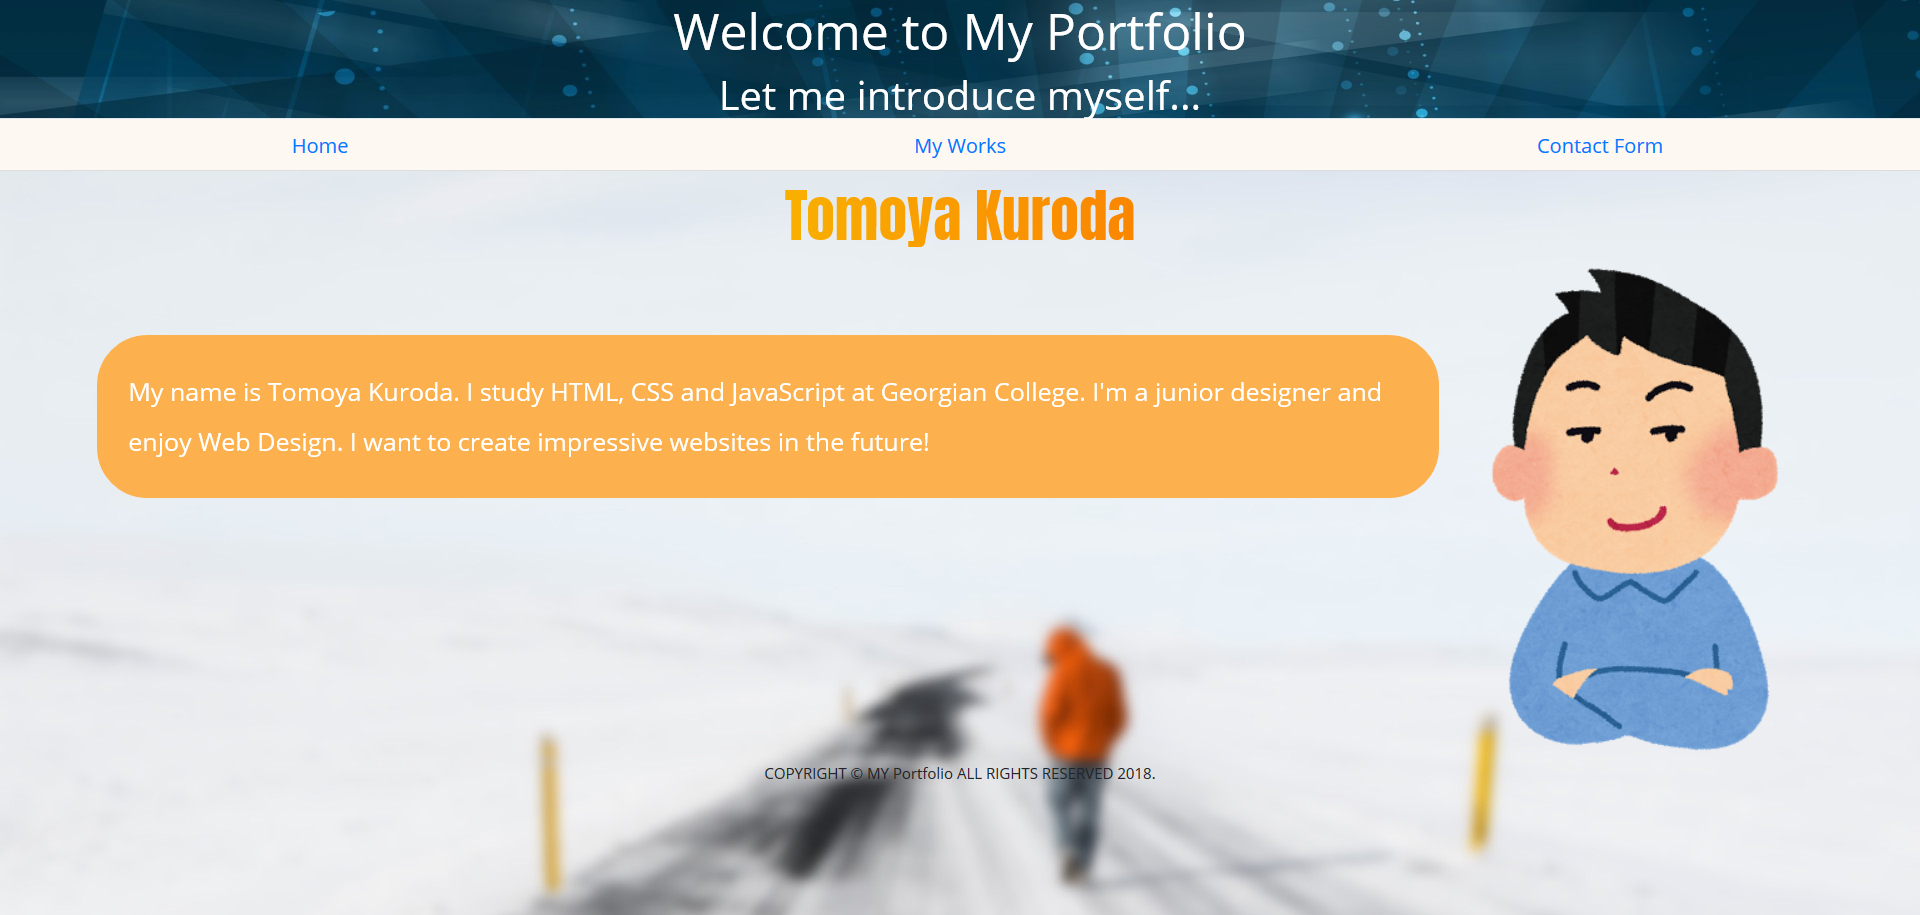 Welcome to My Portfolio
Let me introduce myself...
Home
My Works
Contact Form
Tomoya Kuroda
My name is Tomoya Kuroda. I study HTML, CSS and JavaScript at Georgian College. I'm a junior designer and
enjoy Web Design. I want to create impressive websites in the future!
COPYRIGHT © MY Portfolio ALL RIGHTS RESERVED 2018.